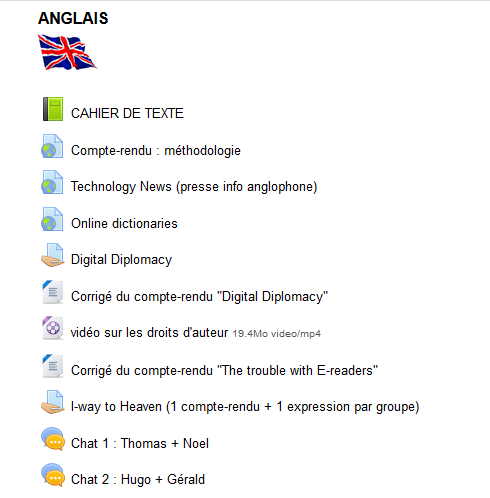 ANGLAIS
CAHIER DE TEXTE
Compte-rendu : méthodologie
Technology News (presse info anglophone)
Online dictionaries
Digital Diplomacy
Corrigé du compte-rendu "Digital Diplomacy"
vidéo sur les droits d'auteur 19.4Mo video/mp4
Corrigé du compte-rendu "The trouble with E-readers"
I-way to Heaven (1 compte-rendu + 1 expression par groupe)
Chat 1 : Thomas + Noel
Chat 2 : Hugo + Gérald